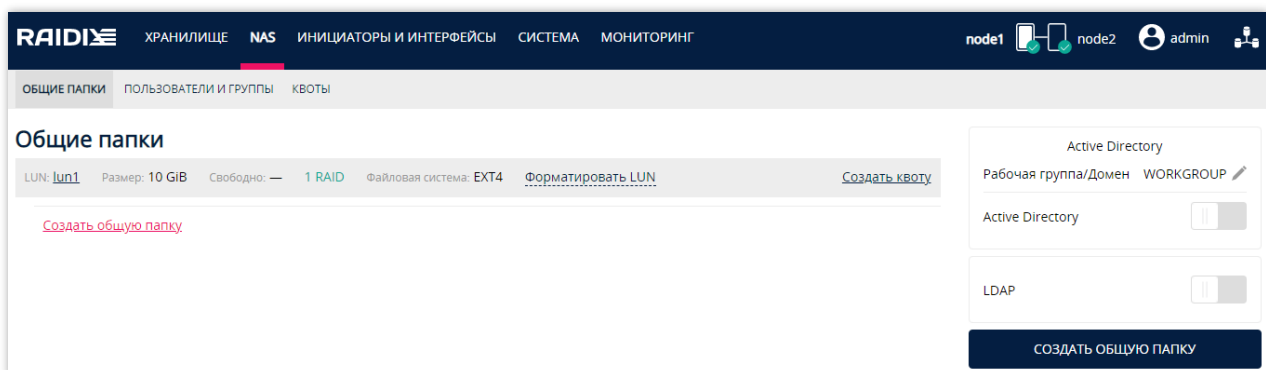 RAIDIX ХРАНИЛИЩЕ NAS ИНИЦИАТОРЫ И ИНТЕРФЕЙСЫ СИСТЕМА МОНИТОРИНГ node1 node2 admin
ОБЩИЕ ПАПКИ ПОЛЬЗОВАТЕЛИ И ГРУППЫ КВОТЫ
Общие папки
LUN: lun1 Размер: 10 GiB Свободно: — 1 RAID Файловая система: EXT4 Форматировать LUN Создать квоту
Создать общую папку
Active Directory
Рабочая группа/Домен WORKGROUP
Active Directory
LDAP
СОЗДАТЬ ОБЩУЮ ПАПКУ